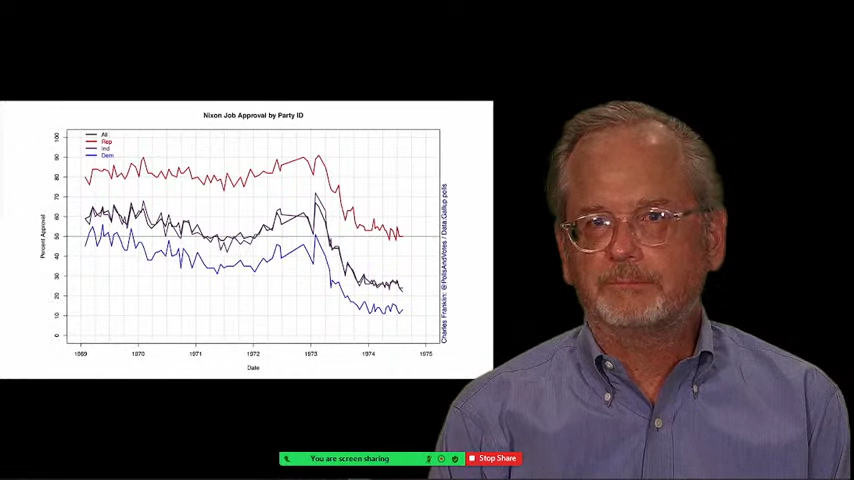 Nixon Job Approval by Party ID
All
Rep
Ind
Dem
100
90
80
70
60
50
40
30
20
10
0
Percent Approval
Charles Franklin: @PollsAndVotes / Data: Gallup polls
1969 1970 1971 1972 1973 1974 1975
Date
You are screen sharing
Stop Share